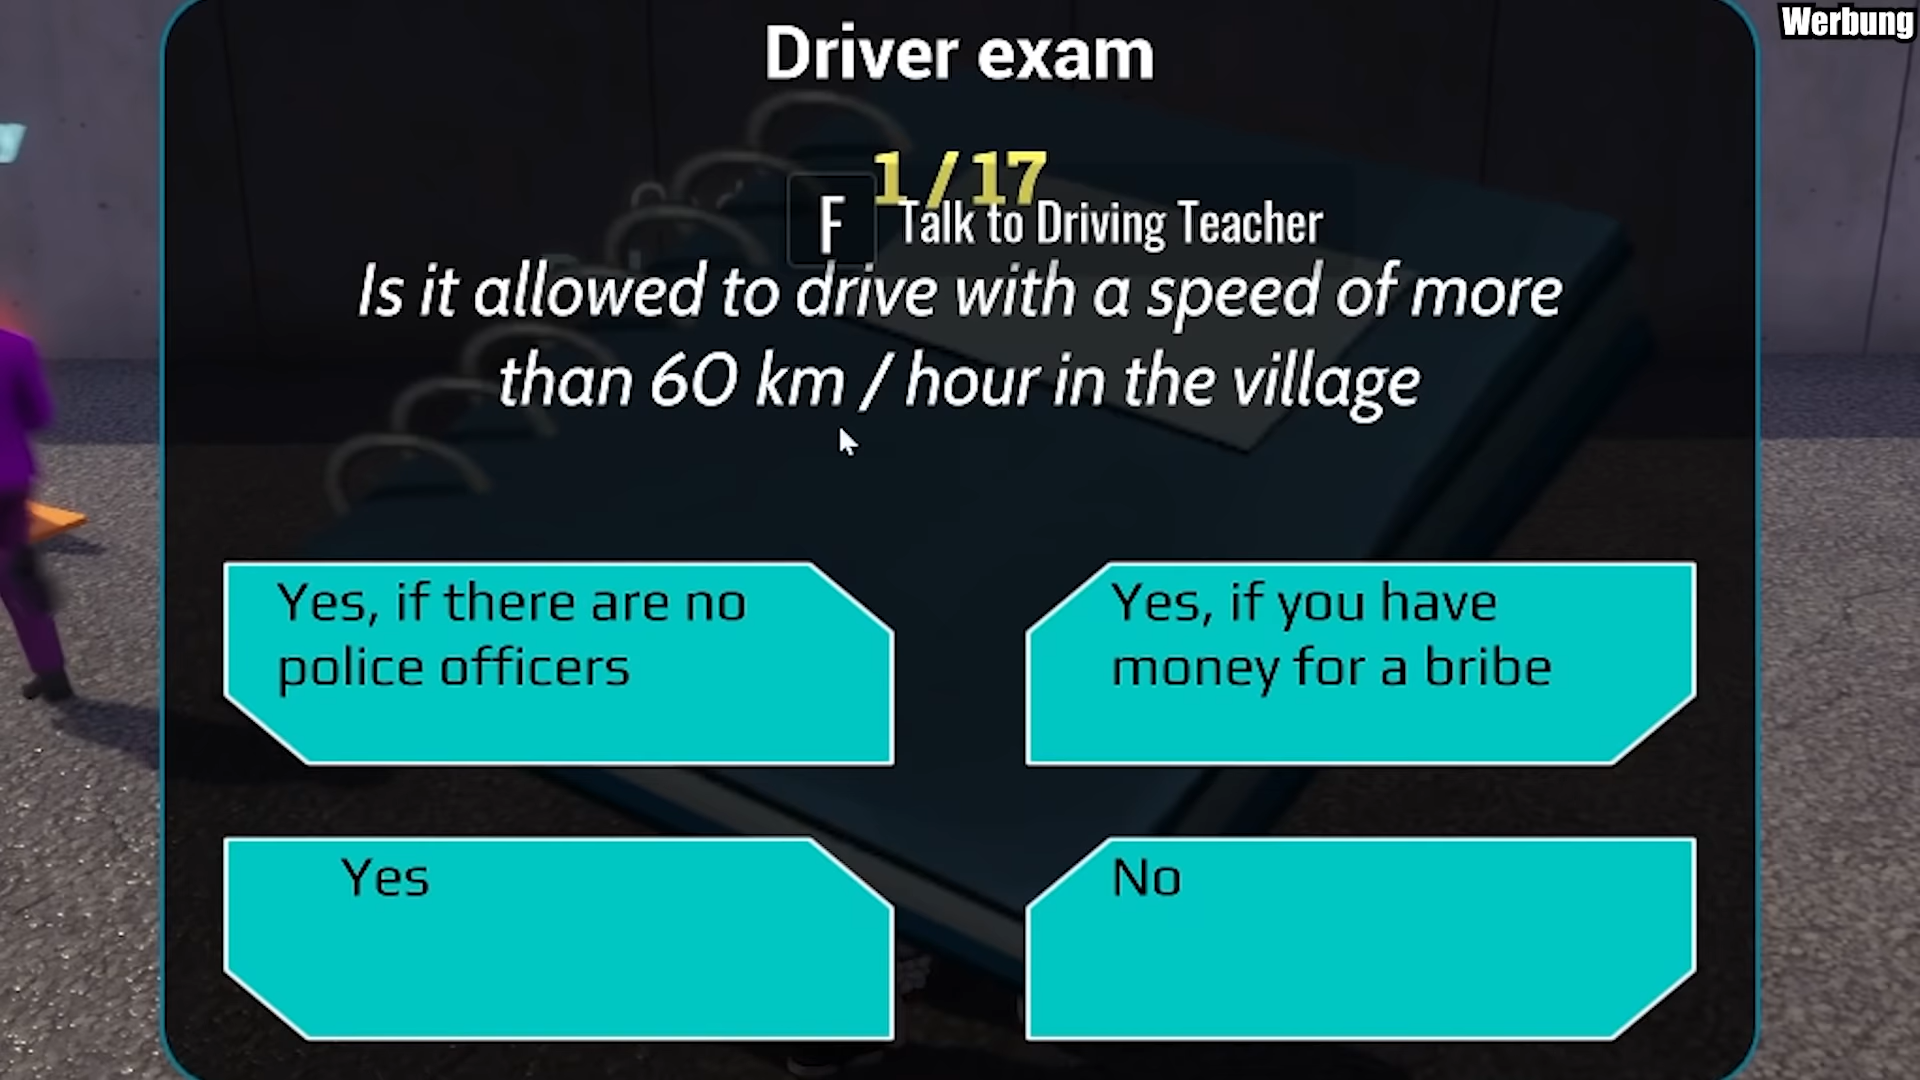 Werbung
Driver exam
1/17
F Talk to Driving Teacher
Is it allowed to drive with a speed of more
than 60 km / hour in the village
Yes, if there are no
police officers
Yes, if you have
money for a bribe
Yes
No